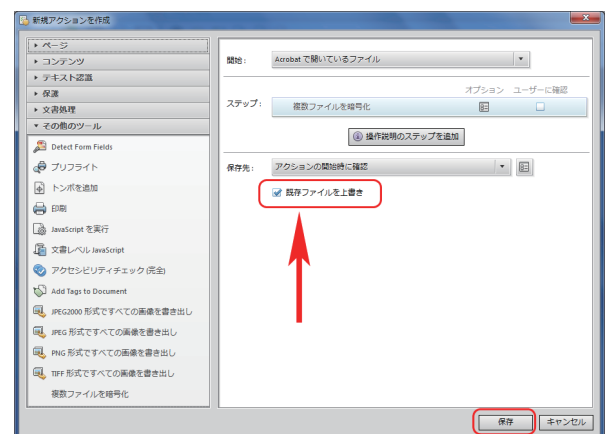 新規アクションを作成
ページ
コンテンツ
テキスト認識
保護
文書処理
その他のツール
Detect Form Fields
プリフライト
トンボを追加
印刷
JavaScript を実行
文書レベル JavaScript
アクセシビリティチェック (完全)
Add Tags to Document
JPEG2000 形式ですべての画像を書き出し
JPEG 形式ですべての画像を書き出し
PNG 形式ですべての画像を書き出し
TIFF 形式ですべての画像を書き出し
複数ファイルを暗号化
開始: Acrobat で開いているファイル
オプション ユーザーに確認
ステップ: 複数ファイルを暗号化
操作説明のステップを追加
保存先: アクションの開始時に確認
既存ファイルを上書き
保存 キャンセル